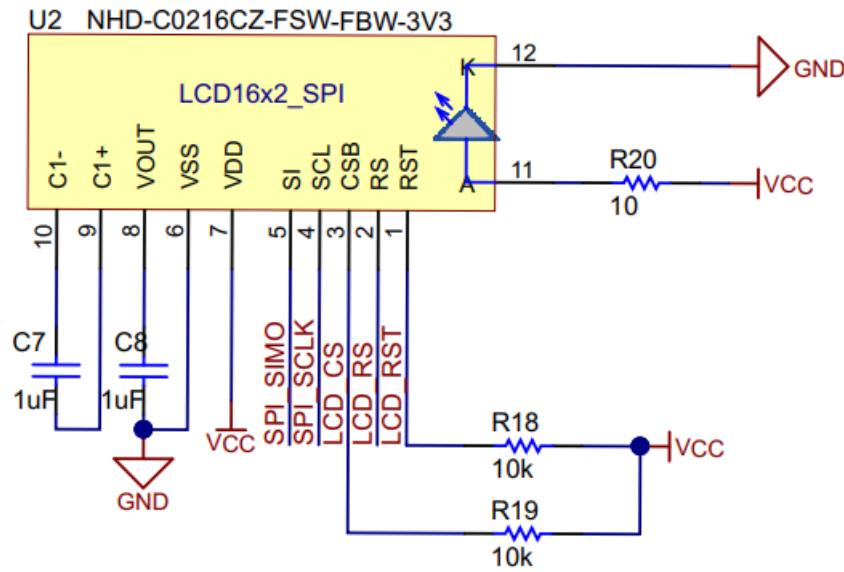 U2 NHD-C0216CZ-FSW-FBW-3V3
LCD16x2_SPI
K
12
GND
C1-
C1+
VOUT
VSS
VDD
SI
SCL
CSB
RS
RST
A
11
R20
10
VCC
10
9
8
6
7
5
4
3
2
1
C7
1uF
C8
1uF
GND
VCC
SPI_SIMO
SPI_SCLK
LCD_CS
LCD_RS
LCD_RST
R18
10k
VCC
R19
10k